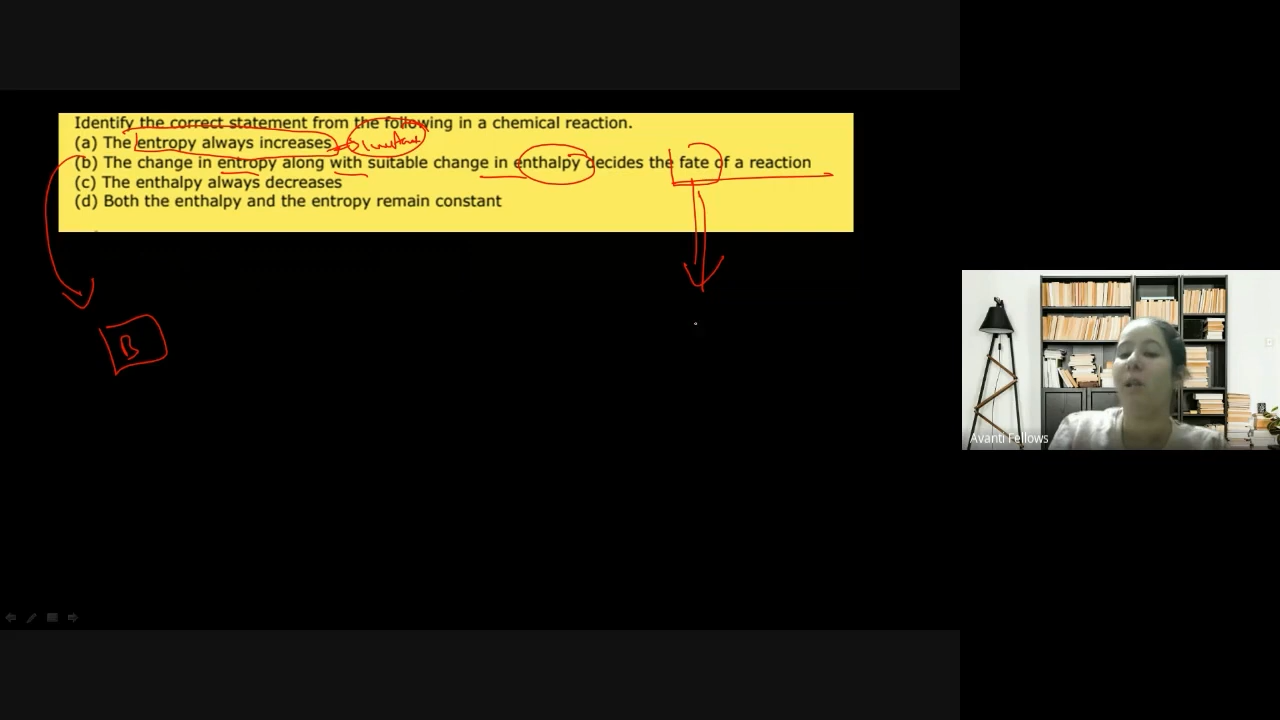 Identify the correct statement from the following in a chemical reaction.
(a) The entropy always increases
(b) The change in entropy along with suitable change in enthalpy decides the fate of a reaction
(c) The enthalpy always decreases
(d) Both the enthalpy and the entropy remain constant
B
Avanti Fellows